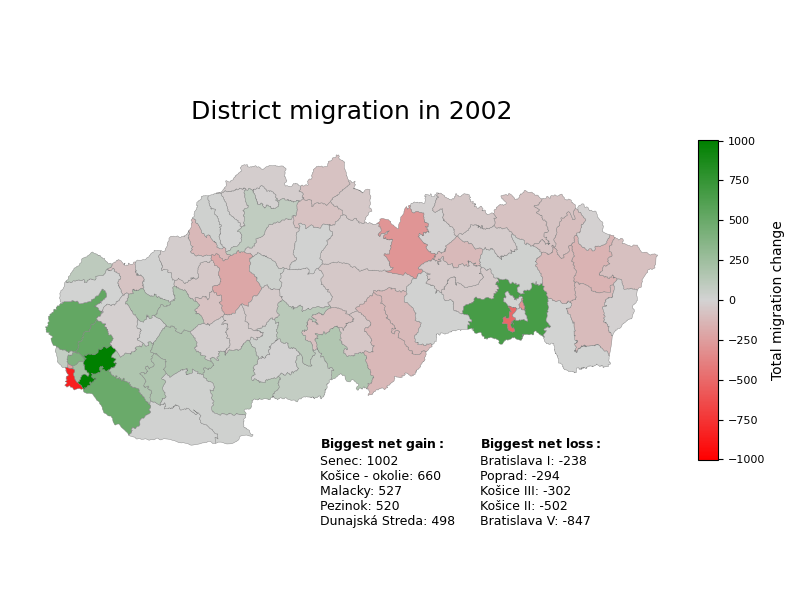 District migration in 2002
1000
750
500
250
0
−250
−500
−750
−1000
Total migration change
Biggest net gain:
Senec: 1002
Košice - okolie: 660
Malacky: 527
Pezinok: 520
Dunajská Streda: 498
Biggest net loss:
Bratislava I: -238
Poprad: -294
Košice III: -302
Košice II: -502
Bratislava V: -847